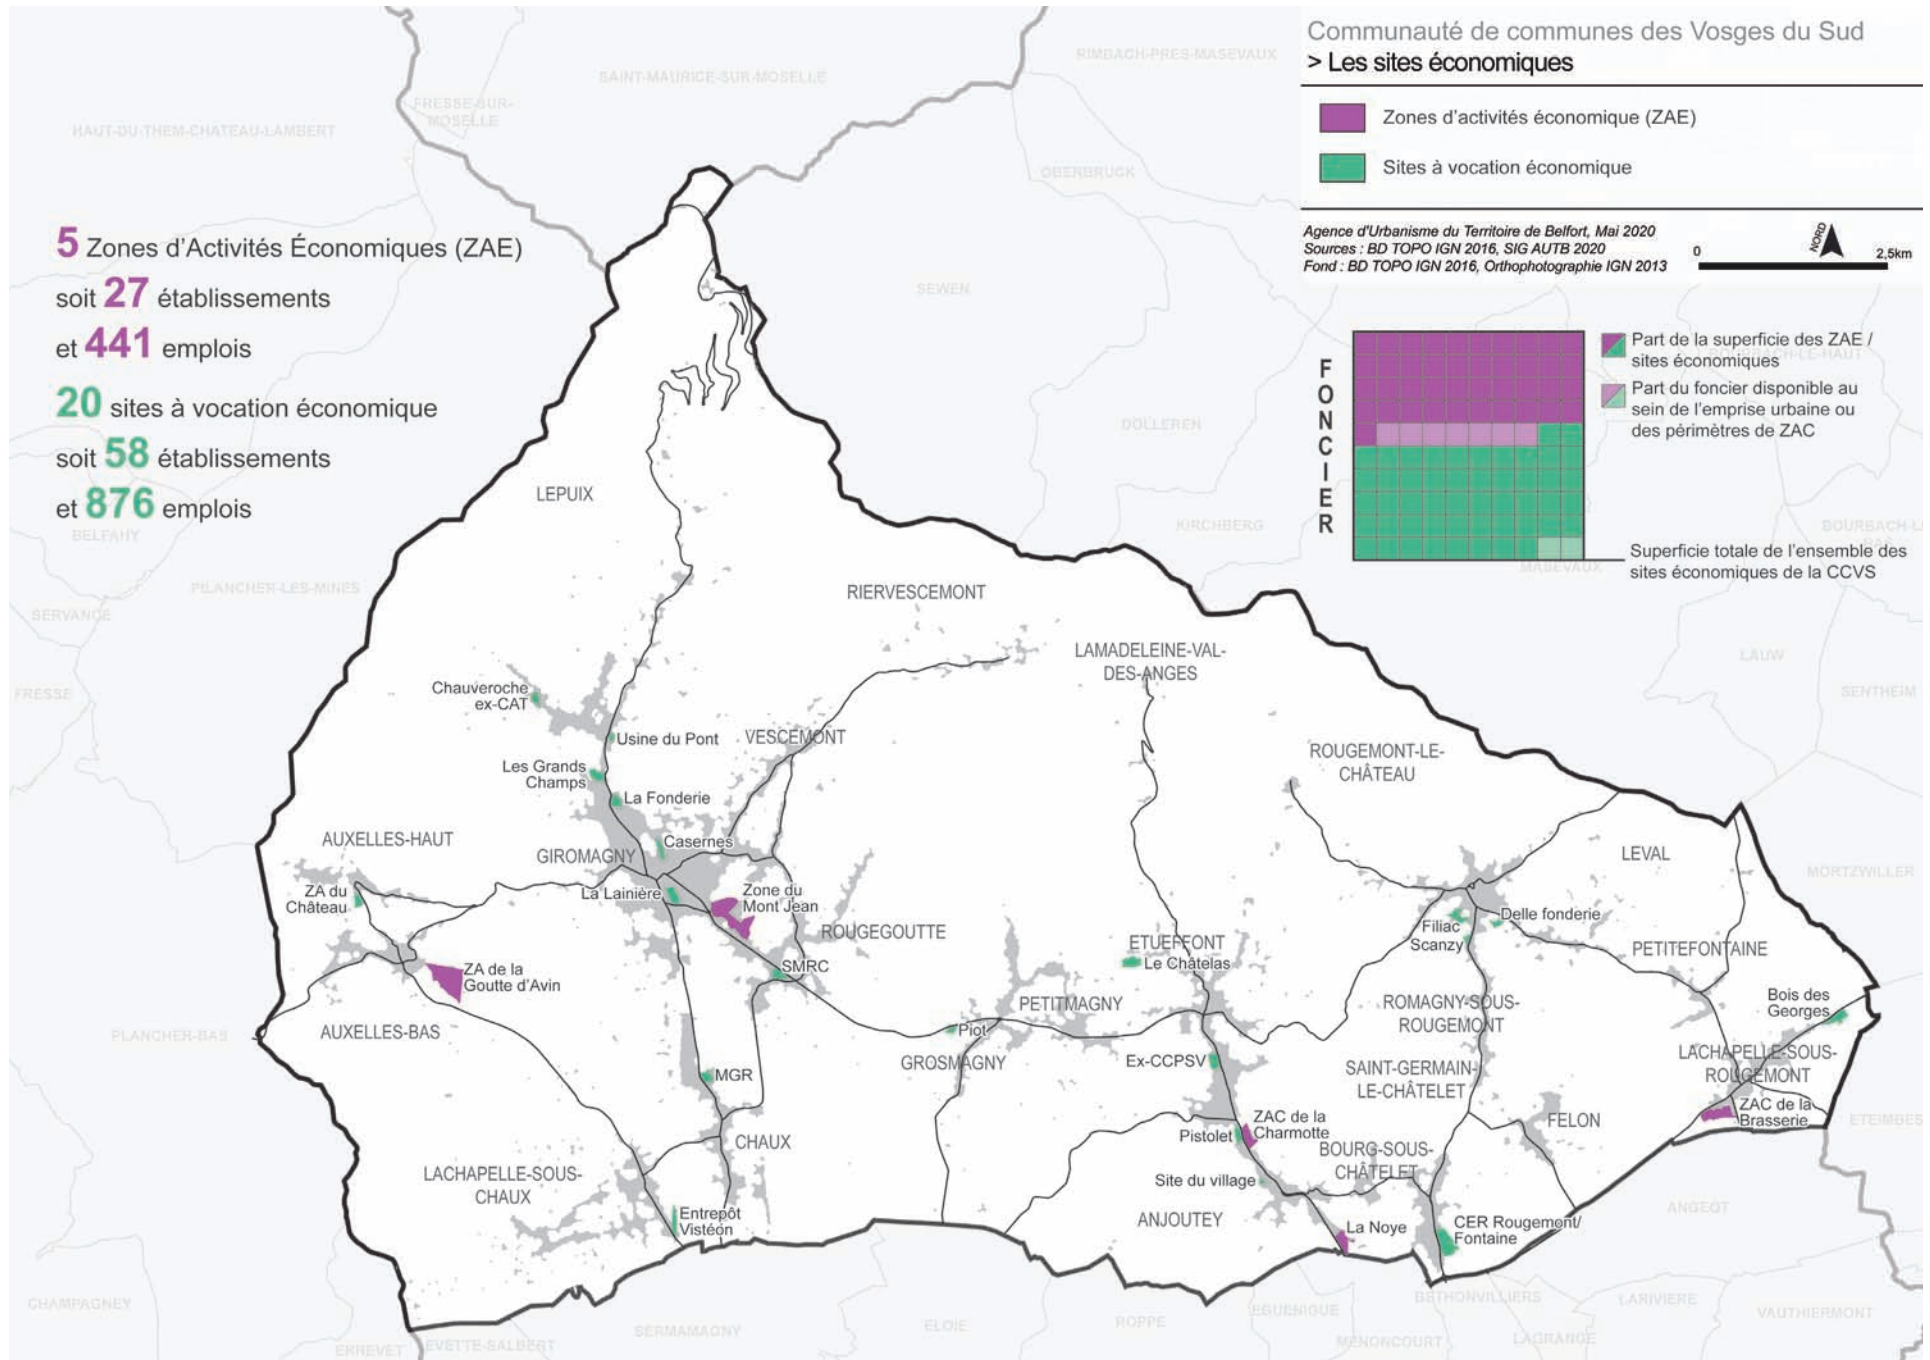 Communauté de communes des Vosges du Sud
> Les sites économiques
Zones d'activités économique (ZAE)
Sites à vocation économique
Agence d'Urbanisme du Territoire de Belfort, Mai 2020
Sources : BD TOPO IGN 2016, SIG AUTB 2020
Fond : BD TOPO IGN 2016, Orthophotographie IGN 2013
NORD
0
2,5km
5 Zones d'Activités Économiques (ZAE)
soit 27 établissements
et 441 emplois
20 sites à vocation économique
soit 58 établissements
et 876 emplois
FONCIER
Part de la superficie des ZAE /
sites économiques
Part du foncier disponible au
sein de l'emprise urbaine ou
des périmètres de ZAC
Superficie totale de l'ensemble des
sites économiques de la CCVS
RIMBACH-PRES-MASEVAUX
SAINT-MAURICE-SUR-MOSELLE
FRESSE-SUR-
MOSELLE
HAUT-DU-THEM-CHATEAU-LAMBERT
OBERBRUCK
SEWEN
DOLLEREN
KIRCHBERG
MASEVAUX
BOURBACH-LE-HAUT
BELFAHY
PLANCHER-LES-MINES
SERVANCE
FRESSE
LAUW
SENTHEIM
MORTZWILLER
PLANCHER-BAS
ETEIMBES
ANGEOT
CHAMPAGNEY
EVETTE-SALBERT
SERMAMAGNY
ELOIE
ROPPE
EGUENIGUE
MENONCOURT
BETHONVILLIERS
LAGRANGE
LARIVIERE
VAUTHIERMONT
LEPUIX
RIERVESCEMONT
LAMADELEINE-VAL-
DES-ANGES
Chauveroche
ex-CAT
Usine du Pont
VESCEMONT
Les Grands
Champs
La Fonderie
ROUGEMONT-LE-
CHÂTEAU
AUXELLES-HAUT
GIROMAGNY
Casernes
LEVAL
ZA du
Château
La Lainière
Zone du
Mont Jean
ROUGEGOUTTE
Filiac
Scanzy
Delle fonderie
ETUEFFONT
Le Châtelas
PETITEFONTAINE
SMRC
ZA de la
Goutte d'Avin
AUXELLES-BAS
PETITMAGNY
Piot
GROSMAGNY
ROMAGNY-SOUS-
ROUGEMONT
Bois des
Georges
Ex-CCPSV
SAINT-GERMAIN-
LE-CHÂTELET
LACHAPELLE-SOUS-
ROUGEMONT
MGR
ZAC de la
Brasserie
ZAC de la
Charmotte
Pistolet
FELON
CHAUX
BOURG-SOUS-
CHÂTELET
LACHAPELLE-SOUS-
CHAUX
Site du village
Entrepôt
Vistéon
ANJOUTEY
La Noye
CER Rougemont/
Fontaine